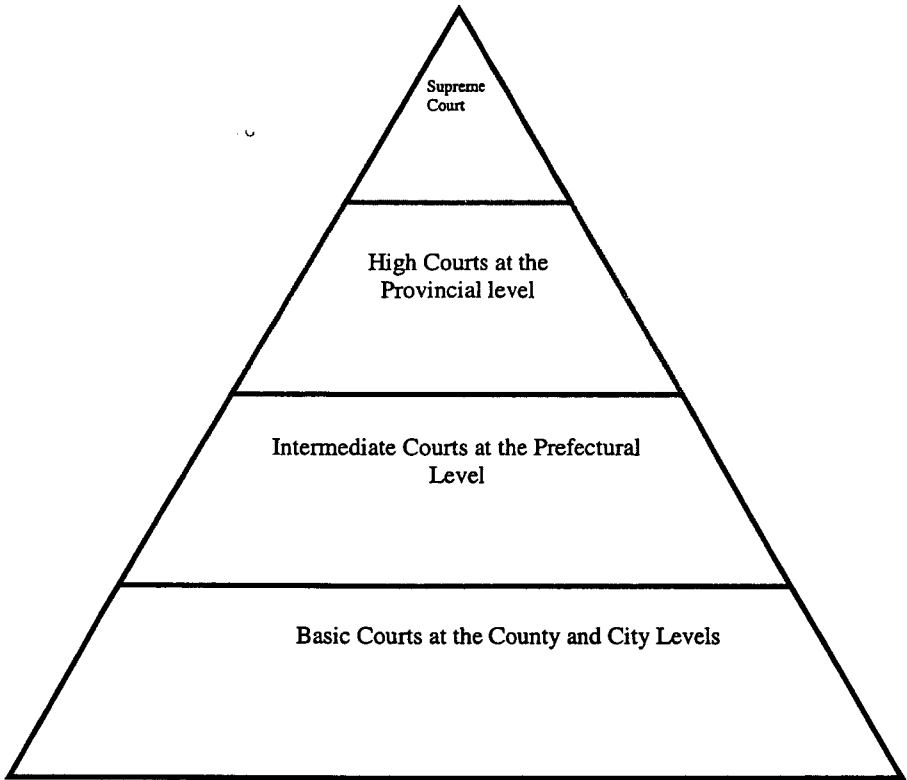 Supreme
Court
High Courts at the
Provincial level
Intermediate Courts at the Prefectural
Level
Basic Courts at the County and City Levels